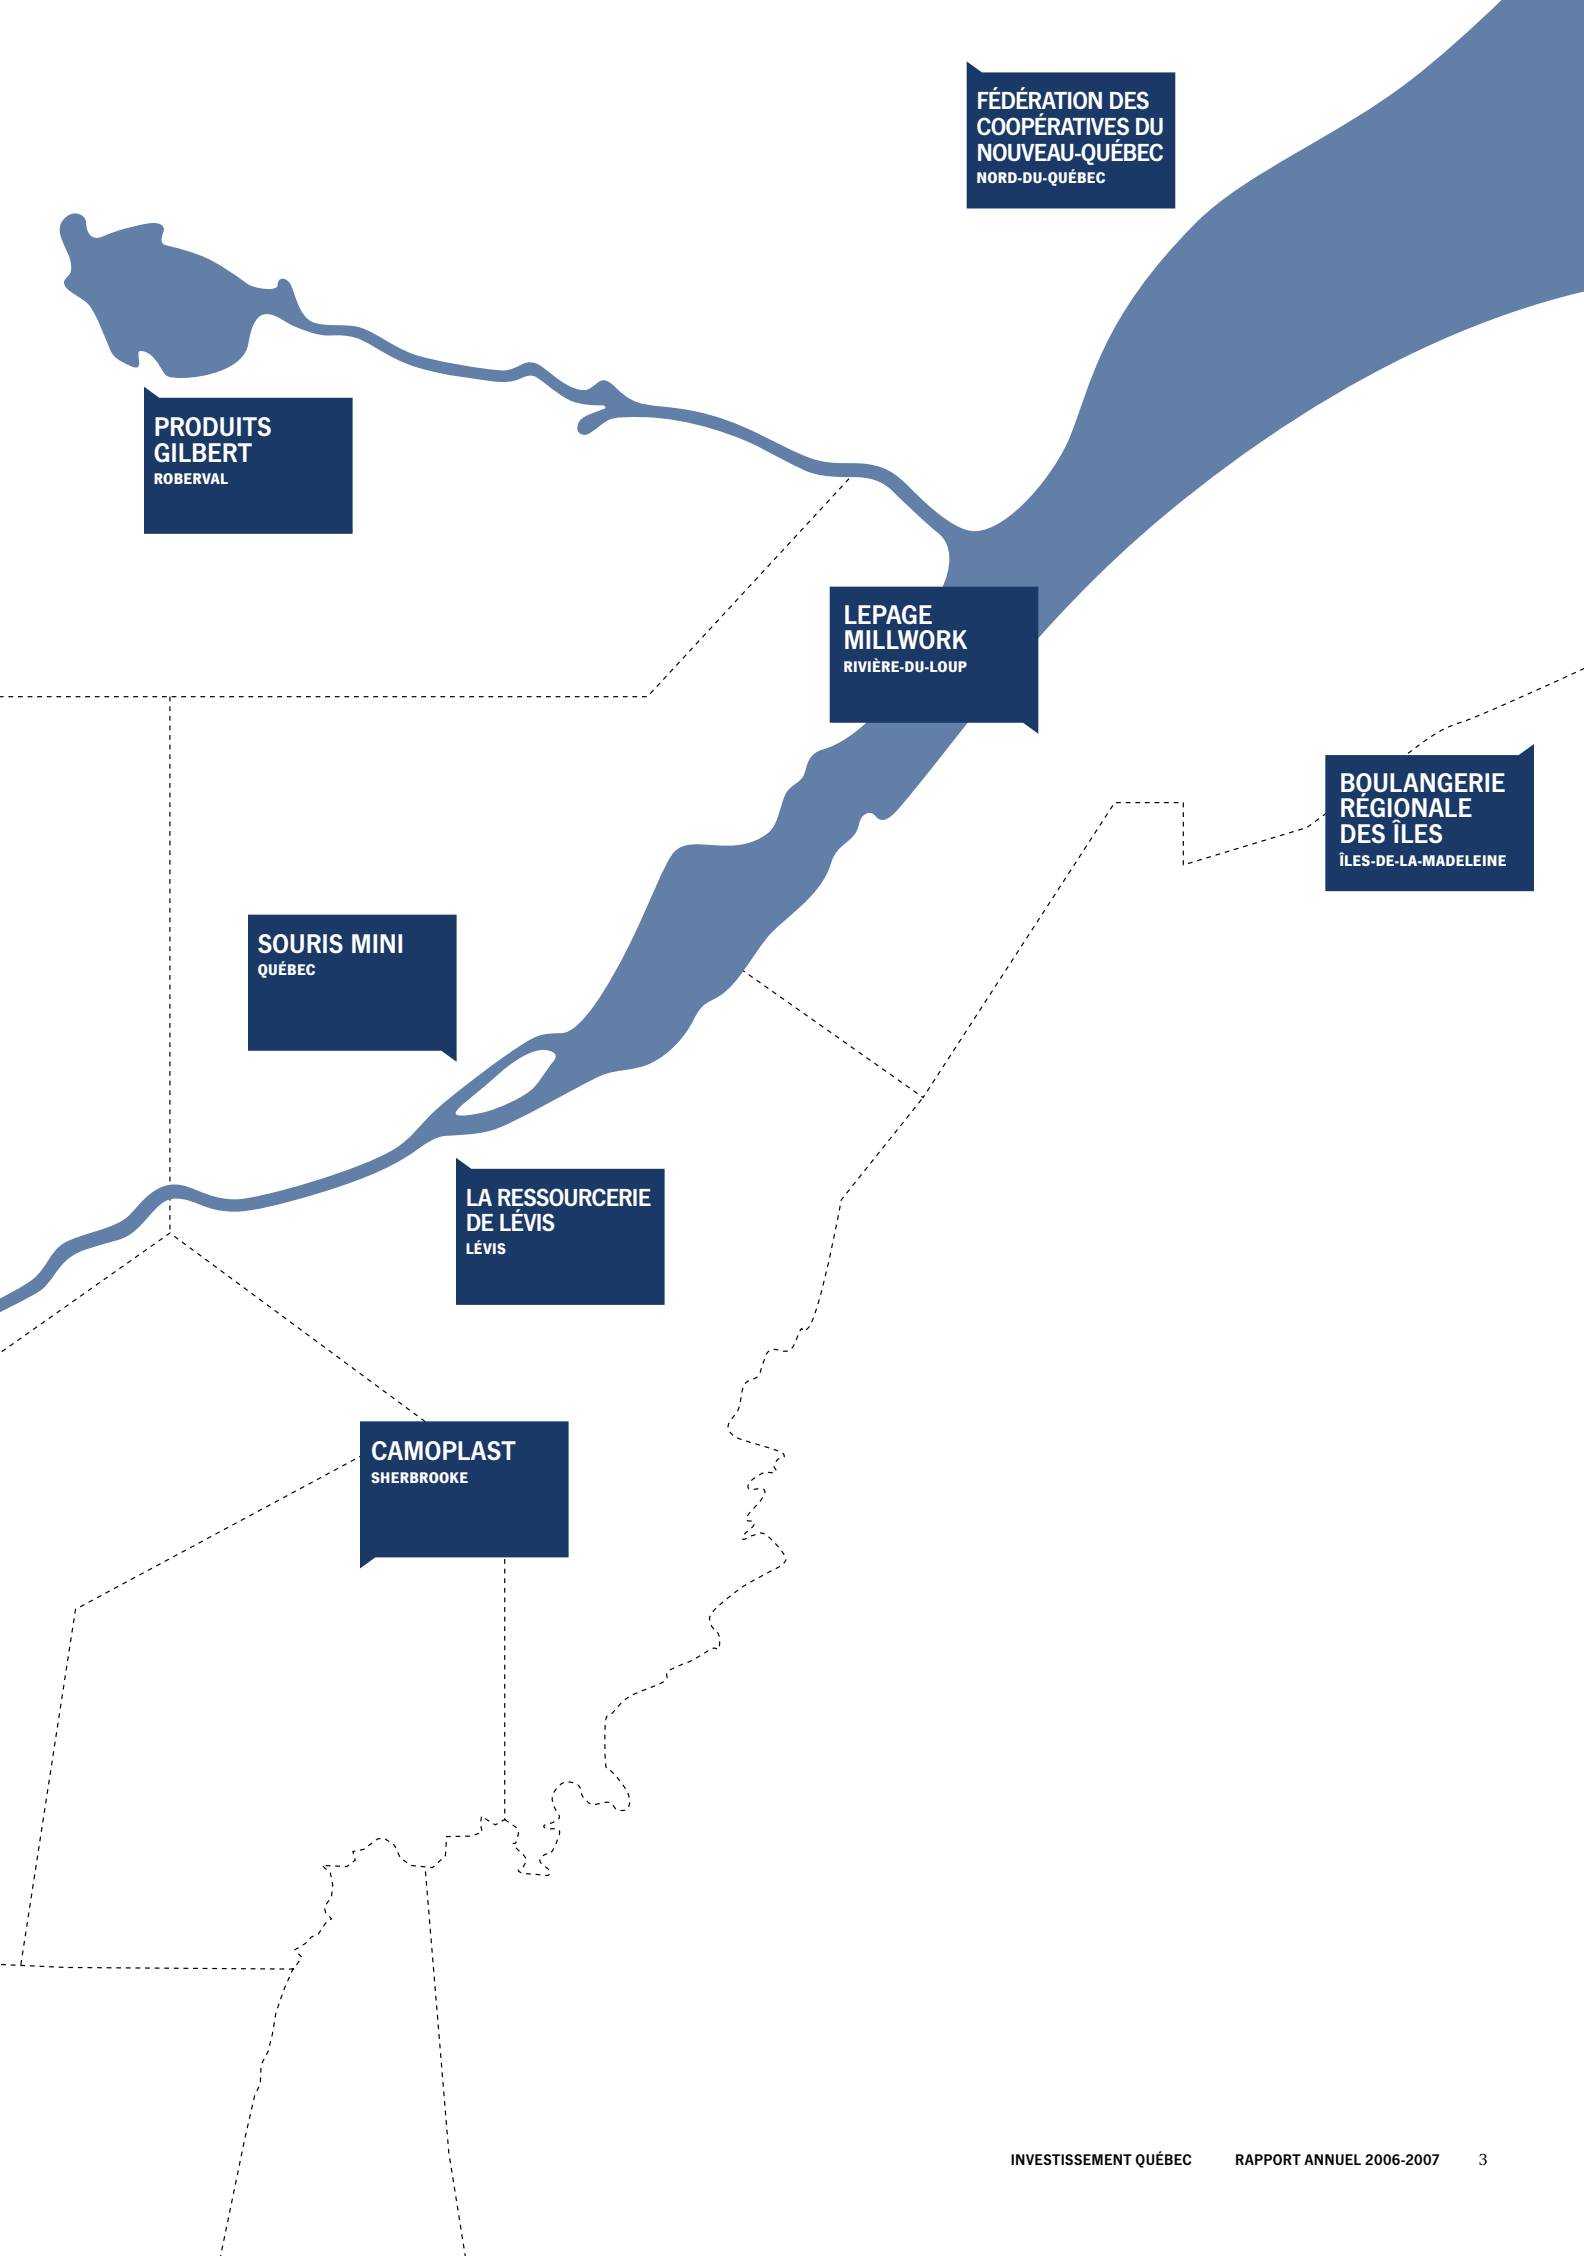 FÉDÉRATION DES
COOPÉRATIVES DU
NOUVEAU-QUÉBEC
NORD-DU-QUÉBEC
PRODUITS
GILBERT
ROBERVAL
LEPAGE
MILLWORK
RIVIÈRE-DU-LOUP
BOULANGERIE
RÉGIONALE
DES ÎLES
ÎLES-DE-LA-MADELEINE
SOURIS MINI
QUÉBEC
LA RESSOURCERIE
DE LÉVIS
LÉVIS
CAMOPLAST
SHERBROOKE
INVESTISSEMENT QUÉBEC RAPPORT ANNUEL 2006-2007 3